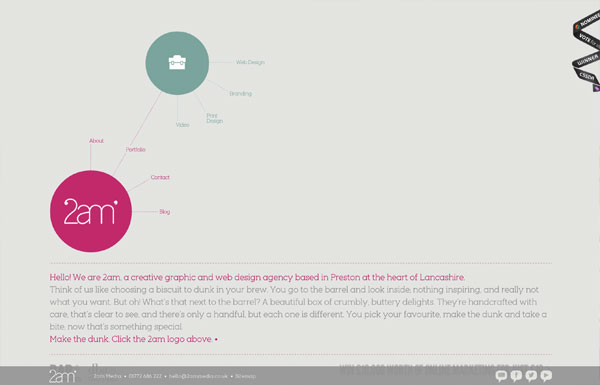 NOMINEE
VOTE for
WINNER
CSSDA
Web Design
Branding
Print
Design
Video
About
Portfolio
Contact
Blog
2am
Hello! We are 2am, a creative graphic and web design agency based in Preston at the heart of Lancashire.
Think of us like choosing a biscuit to dunk in your brew. You go to the barrel and look inside; nothing inspiring, and really not
what you want. But oh! What's that next to the barrel? A beautiful box of crumbly, buttery delights. They're handcrafted with
care, that's clear to see, and there's only a handful, but each one is different. You pick your favourite, make the dunk and take a
bite; now that's something special.
Make the dunk. Click the 2am logo above. •
2am 2am Media • 01772 686 222 • hello@2ammedia.co.uk • Sitemap